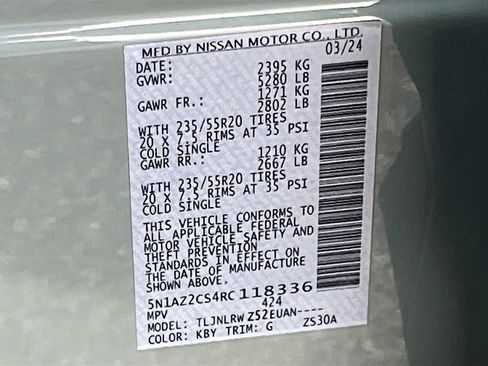 MFD BY NISSAN MOTOR CO., LTD.
DATE: 03/24
GVWR: 2395 KG
5280 LB
GAWR FR.: 1271 KG
2802 LB
WITH 235/55R20 TIRES
20 X 7.5 RIMS AT 35 PSI
COLD SINGLE
GAWR RR.: 1210 KG
2667 LB
WITH 235/55R20 TIRES
20 X 7.5 RIMS AT 35 PSI
COLD SINGLE
THIS VEHICLE CONFORMS TO
ALL APPLICABLE FEDERAL
MOTOR VEHICLE SAFETY AND
THEFT PREVENTION
STANDARDS IN EFFECT ON
THE DATE OF MANUFACTURE
SHOWN ABOVE.
5N1AZ2CS4RC118336
MPV 424
MODEL: TLJNLRWZ52EUAN----
COLOR: KBY TRIM: G ZS30A